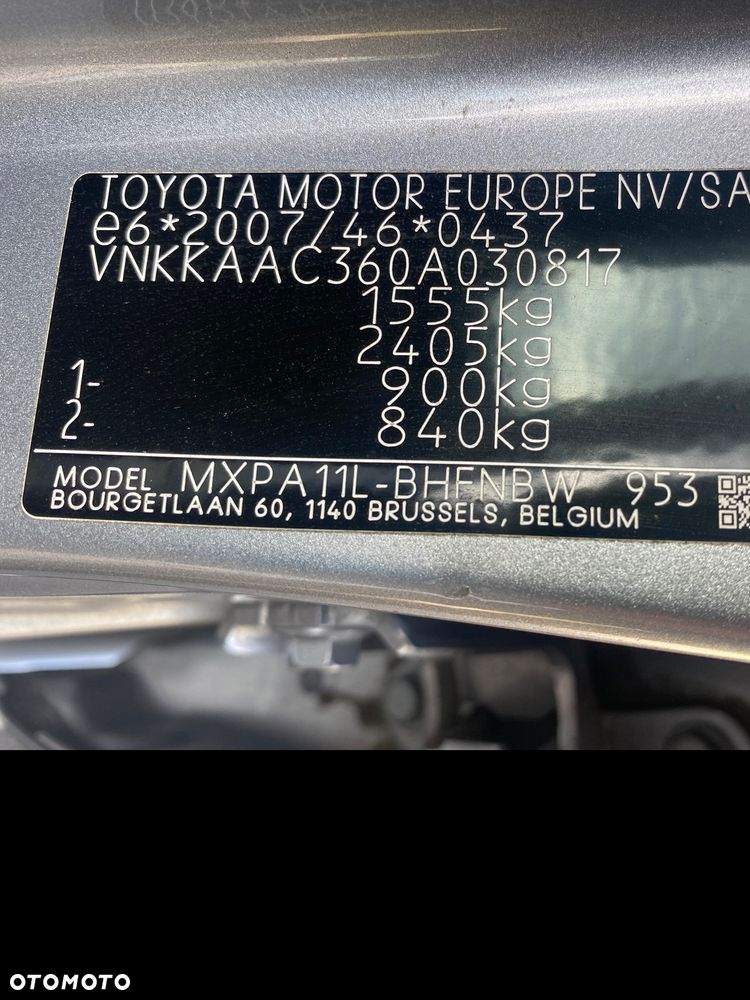 TOYOTA MOTOR EUROPE NV/SA
e6*2007/46*0437
VNKKAAC360A030817
1555kg
2405kg
1- 900kg
2- 840kg
MODEL MXPA11L-BHFNBW 953
BOURGETLAAN 60, 1140 BRUSSELS, BELGIUM
OTOMOTO